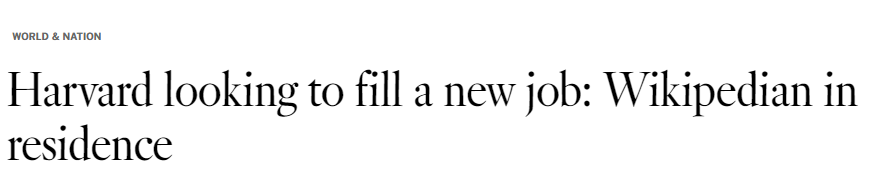 WORLD & NATION
Harvard looking to fill a new job: Wikipedian in
residence